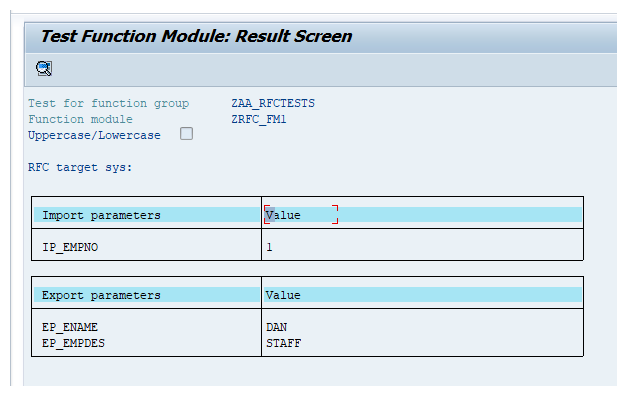 Test Function Module: Result Screen
Test for function group ZAA_RFCTESTS
Function module ZRFC_FM1
Uppercase/Lowercase
RFC target sys:
Import parameters Value
IP_EMPNO 1
Export parameters Value
EP_ENAME DAN
EP_EMPDES STAFF